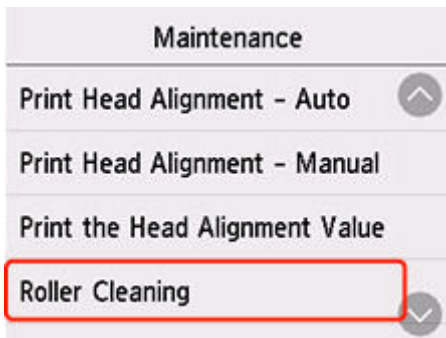 Maintenance
Print Head Alignment - Auto
Print Head Alignment - Manual
Print the Head Alignment Value
Roller Cleaning